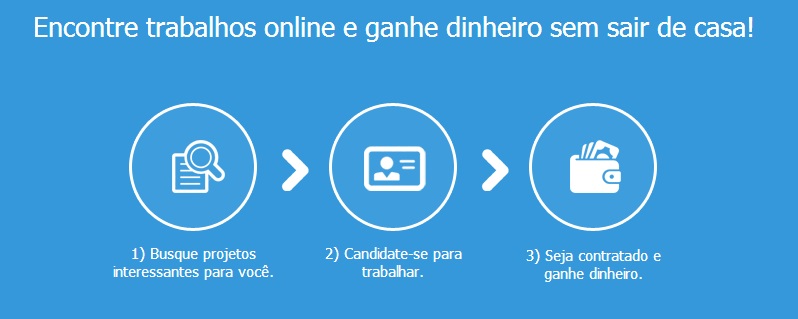 Encontre trabalhos online e ganhe dinheiro sem sair de casa!
1) Busque projetos
interessantes para você.
2) Candidate-se para
trabalhar.
3) Seja contratado e
ganhe dinheiro.